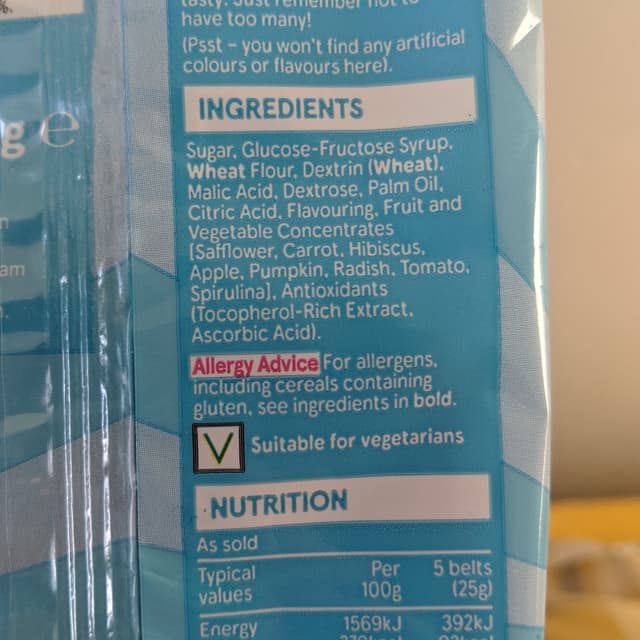 have too many!
(Psst – you won't find any artificial
colours or flavours here).
INGREDIENTS
Sugar, Glucose-Fructose Syrup,
Wheat Flour, Dextrin (Wheat),
Malic Acid, Dextrose, Palm Oil,
Citric Acid, Flavouring, Fruit and
Vegetable Concentrates
[Safflower, Carrot, Hibiscus,
Apple, Pumpkin, Radish, Tomato,
Spirulina], Antioxidants
(Tocopherol-Rich Extract,
Ascorbic Acid).
Allergy Advice For allergens,
including cereals containing
gluten, see ingredients in bold.
V Suitable for vegetarians
NUTRITION
As sold
Typical Per 5 belts
values 100g (25g)
Energy 1569kJ 392kJ
g e